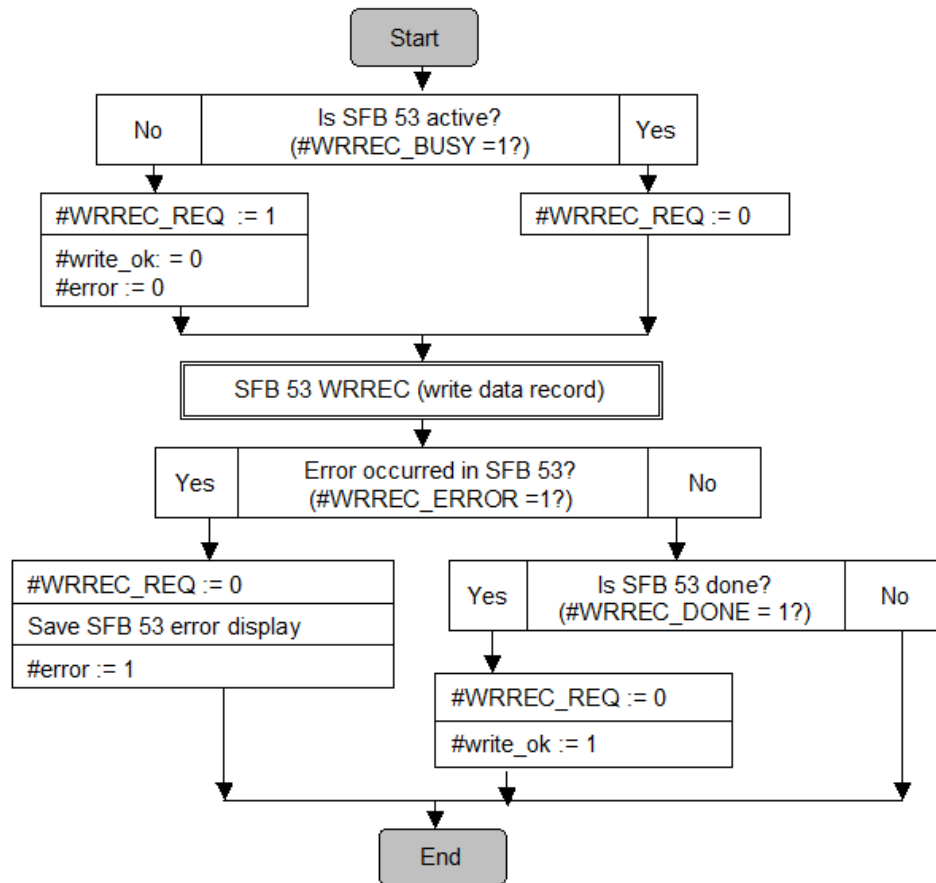 Start
No
Is SFB 53 active?
(#WRREC_BUSY =1?)
Yes
#WRREC_REQ := 1
#write_ok: = 0
#error := 0
#WRREC_REQ := 0
SFB 53 WRREC (write data record)
Yes
Error occurred in SFB 53?
(#WRREC_ERROR =1?)
No
#WRREC_REQ := 0
Save SFB 53 error display
#error := 1
Yes
Is SFB 53 done?
(#WRREC_DONE = 1?)
No
#WRREC_REQ := 0
#write_ok := 1
End